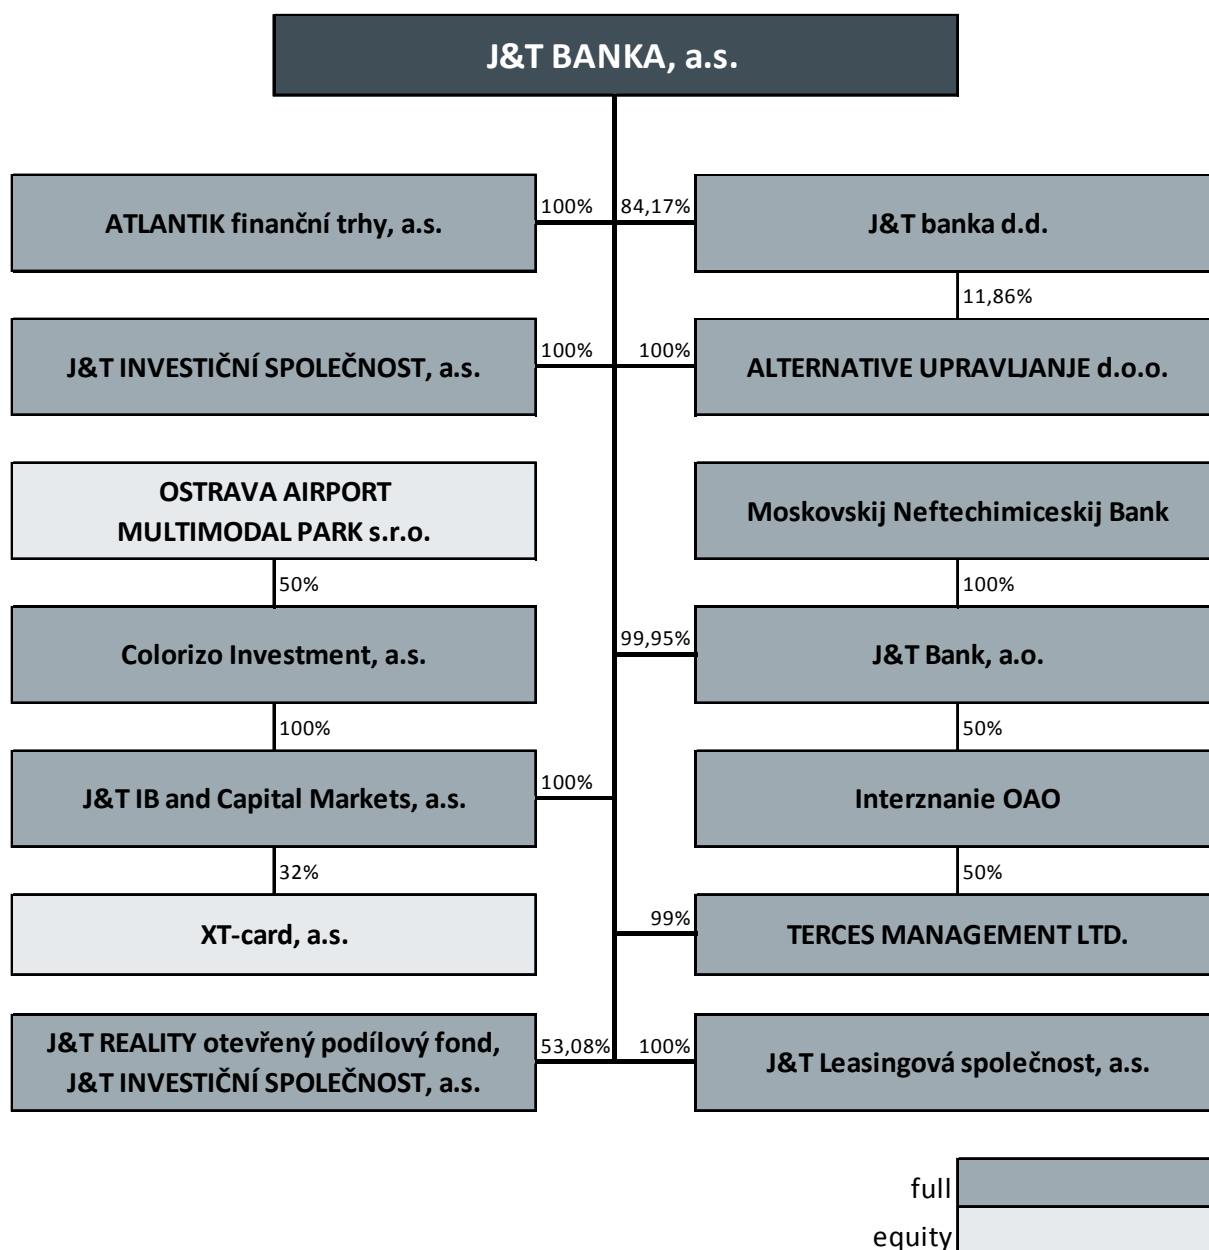 J&T BANKA, a.s.
ATLANTIK finanční trhy, a.s.
100%
84,17%
J&T banka d.d.
11,86%
J&T INVESTIČNÍ SPOLEČNOST, a.s.
100%
100%
ALTERNATIVE UPRAVLJANJE d.o.o.
OSTRAVA AIRPORT
MULTIMODAL PARK s.r.o.
Moskovskij Neftechimiceskij Bank
50%
100%
Colorizo Investment, a.s.
99,95%
J&T Bank, a.o.
100%
50%
J&T IB and Capital Markets, a.s.
100%
Interznanie OAO
32%
50%
XT-card, a.s.
99%
TERCES MANAGEMENT LTD.
J&T REALITY otevřený podílový fond,
J&T INVESTIČNÍ SPOLEČNOST, a.s.
53,08%
100%
J&T Leasingová společnost, a.s.
full
equity